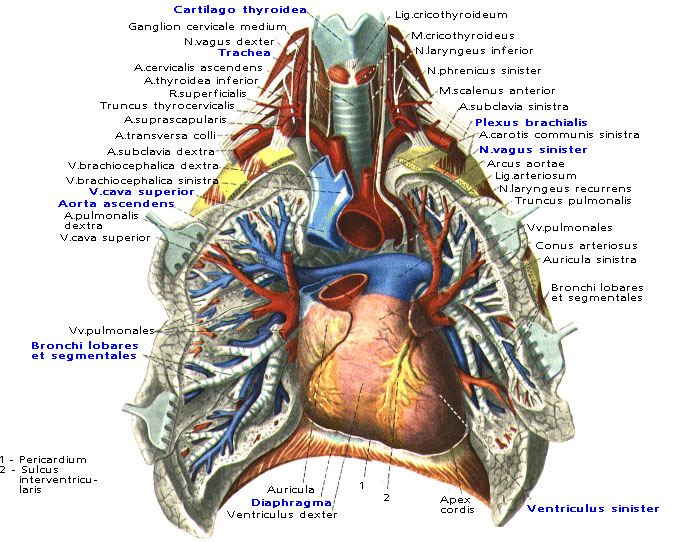 Cartilago thyroidea
Ganglion cervicale medium
N.vagus dexter
Trachea
A.cervicalis ascendens
A.thyroidea inferior
R.superficialis
Truncus thyrocervicalis
A.suprascapularis
A.transversa colli
A.subclavia dextra
V.brachiocephalica dextra
V.brachiocephalica sinistra
V.cava superior
Aorta ascendens
A.pulmonalis
dextra
V.cava superior
Vv.pulmonales
Bronchi lobares
et segmentales
1 - Pericardium
2 - Sulcus
interventricu-
laris
Lig.cricothyroideum
M.cricothyroideus
N.laryngeus inferior
N.phrenicus sinister
M.scalenus anterior
A.subclavia sinistra
Plexus brachialis
A.carotis communis sinistra
N.vagus sinister
Arcus aortae
Lig.arteriosum
N.laryngeus recurrens
Truncus pulmonalis
Vv.pulmonales
Conus arteriosus
Auricula sinistra
Bronchi lobares
et segmentales
Auricula
Diaphragma
Ventriculus dexter
1
2
Apex
cordis
Ventriculus sinister